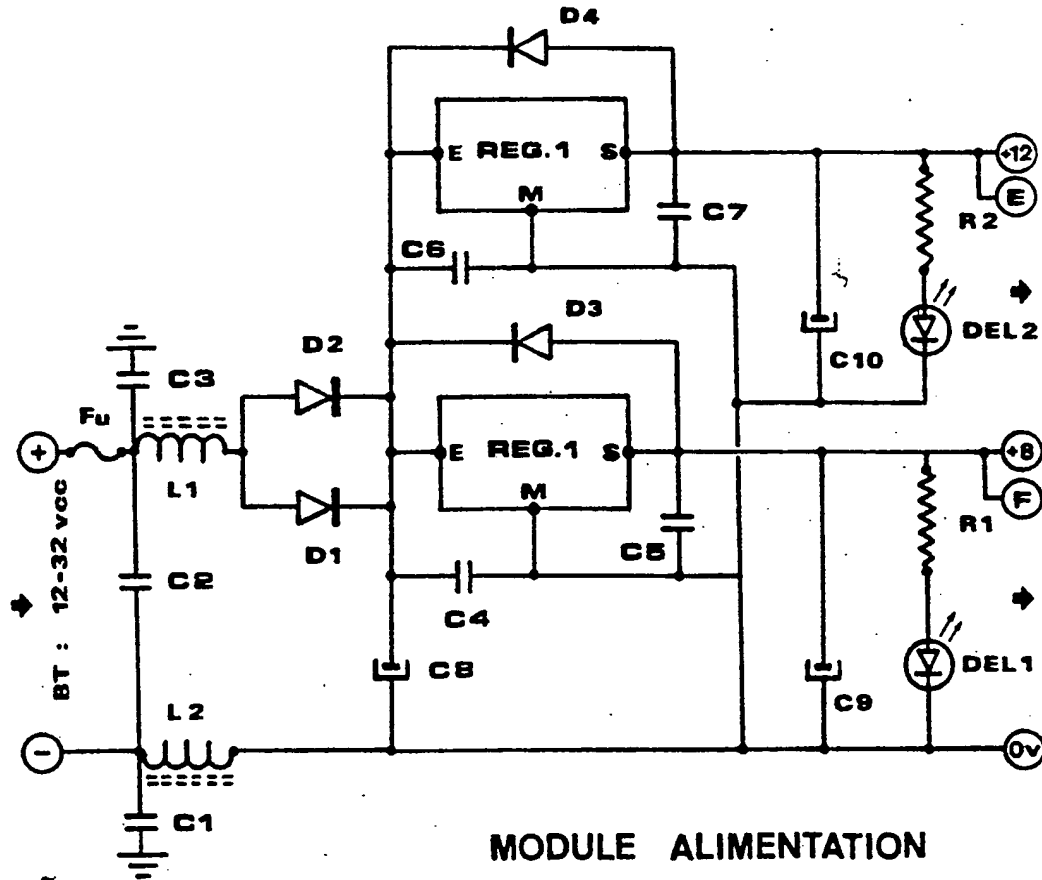 D4
E REG.1 S
M
+12
E
C7
R2
C6
D3
DEL2
C10
D2
C3
Fu
+
L1
E REG.1 S
M
+8
F
D1
C5
R1
C2
C4
BT : 12-32 vcc
C8
DEL1
C9
L2
-
0v
C1
MODULE ALIMENTATION